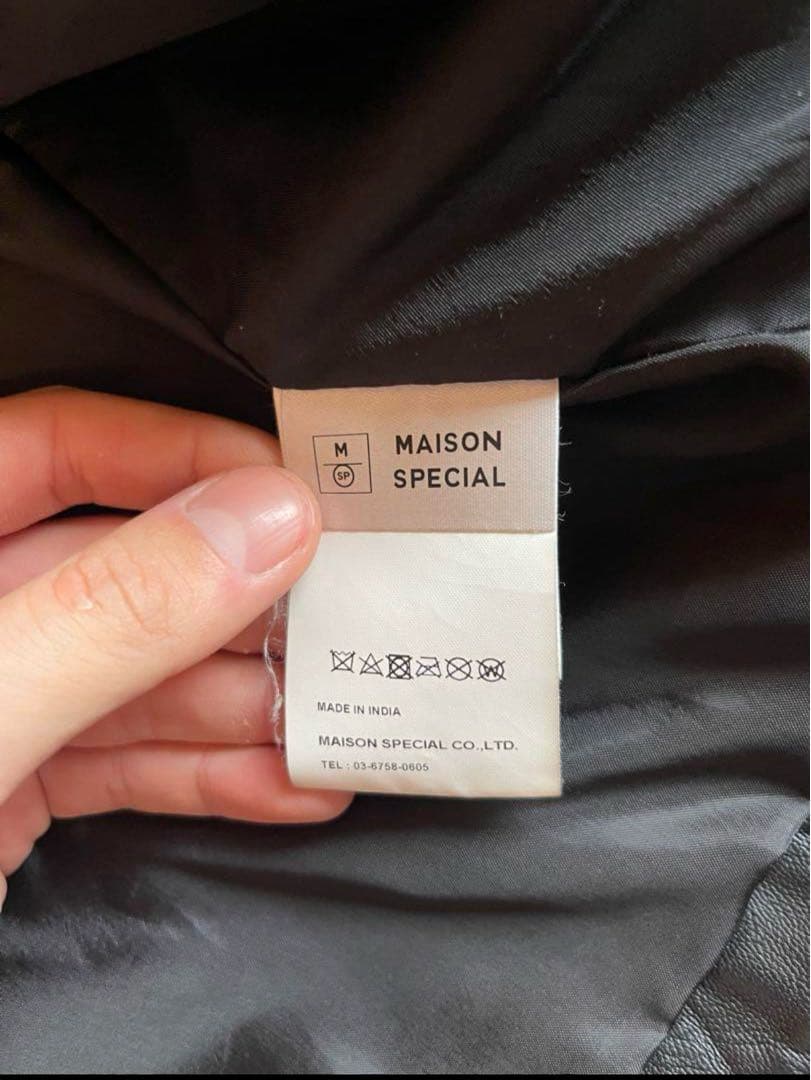 M
SP
MAISON
SPECIAL
W
MADE IN INDIA
MAISON SPECIAL CO.,LTD.
TEL : 03-6758-0605